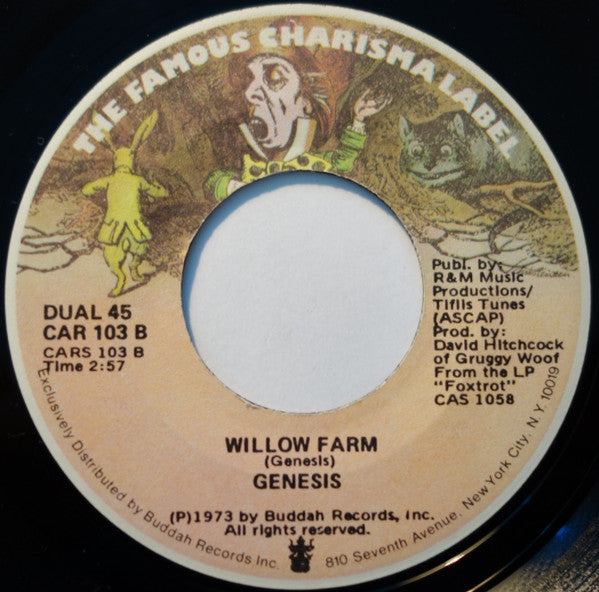 THE FAMOUS CHARISMA LABEL
DUAL 45
CAR 103 B
CARS 103 B
Time 2:57
Publ. by:
R&M Music
Productions/
Tiflis Tunes
(ASCAP)
Prod. by:
David Hitchcock
of Gruggy Woof
From the LP
"Foxtrot"
CAS 1058
WILLOW FARM
(Genesis)
GENESIS
(P)1973 by Buddah Records, Inc.
All rights reserved.
Exclusively Distributed by Buddah Records Inc. 810 Seventh Avenue, New York City, N.Y. 10019